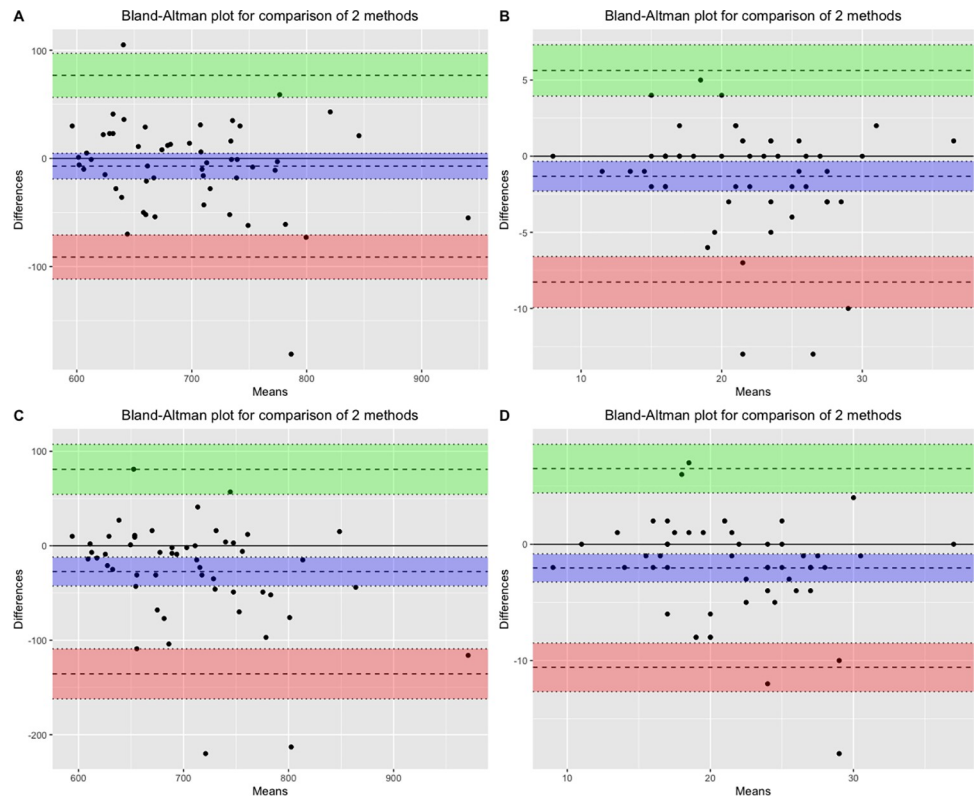 A
Bland-Altman plot for comparison of 2 methods
100
0
-100
Differences
600
700
800
900
Means
B
Bland-Altman plot for comparison of 2 methods
5
0
-5
-10
Differences
10
20
30
Means
C
Bland-Altman plot for comparison of 2 methods
100
0
-100
-200
Differences
600
700
800
900
Means
D
Bland-Altman plot for comparison of 2 methods
0
-10
Differences
10
20
30
Means